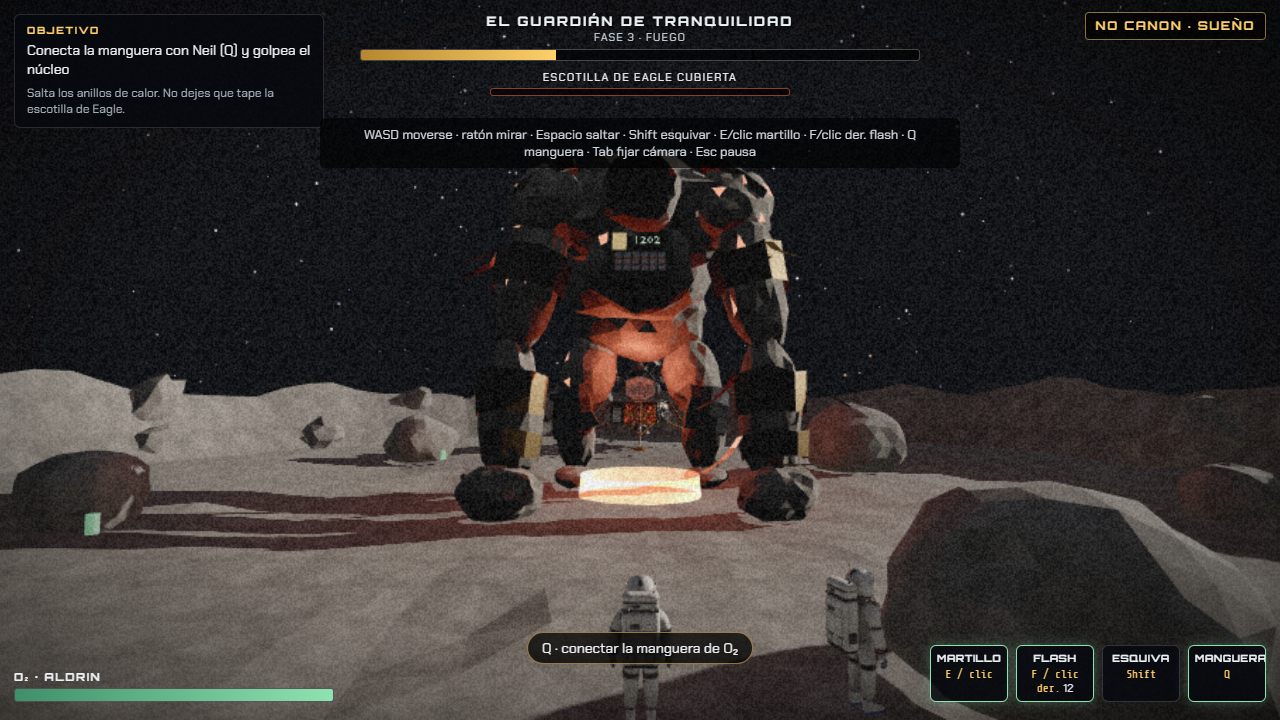 OBJETIVO
Conecta la manguera con Neil (Q) y golpea el
núcleo
Salta los anillos de calor. No dejes que tape la
escotilla de Eagle.
EL GUARDIÁN DE TRANQUILIDAD
FASE 3 · FUEGO
ESCOTILLA DE EAGLE CUBIERTA
NO CANON · SUEÑO
WASD moverse · ratón mirar · Espacio saltar · Shift esquivar · E/clic martillo · F/clic der. flash · Q
manguera · Tab fijar cámara · Esc pausa
1202
Q · conectar la manguera de O₂
O₂ · ALDRIN
MARTILLO
E / clic
FLASH
F / clic
der. 12
ESQUIVA
Shift
MANGUERA
Q